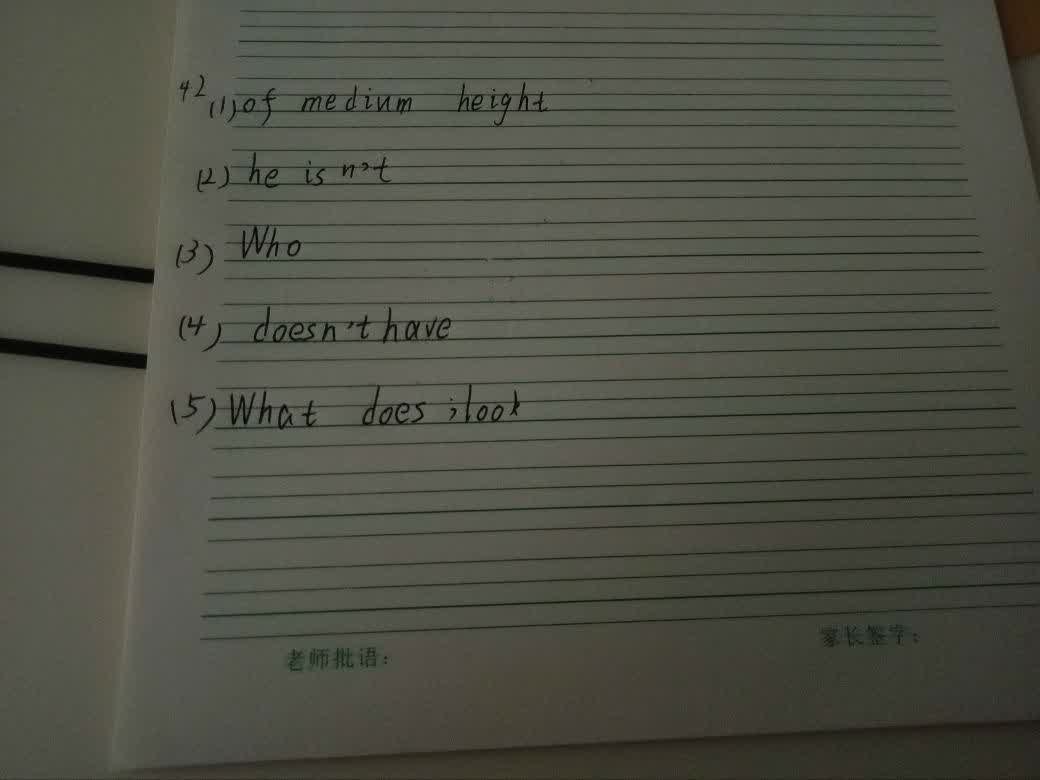 42
(1) of medium height
(2) he isn't
(3) Who
(4) doesn't have
(5) What does ; look
老师批语：
家长签字：